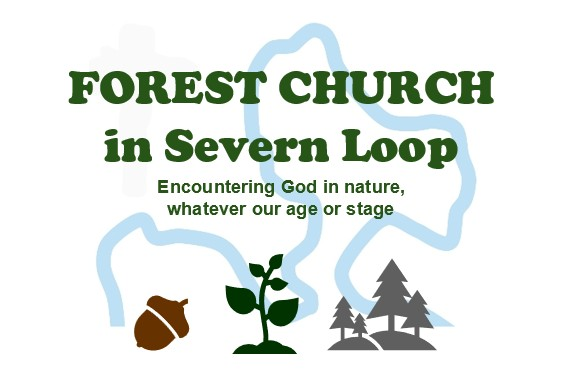 FOREST CHURCH
in Severn Loop
Encountering God in nature,
whatever our age or stage